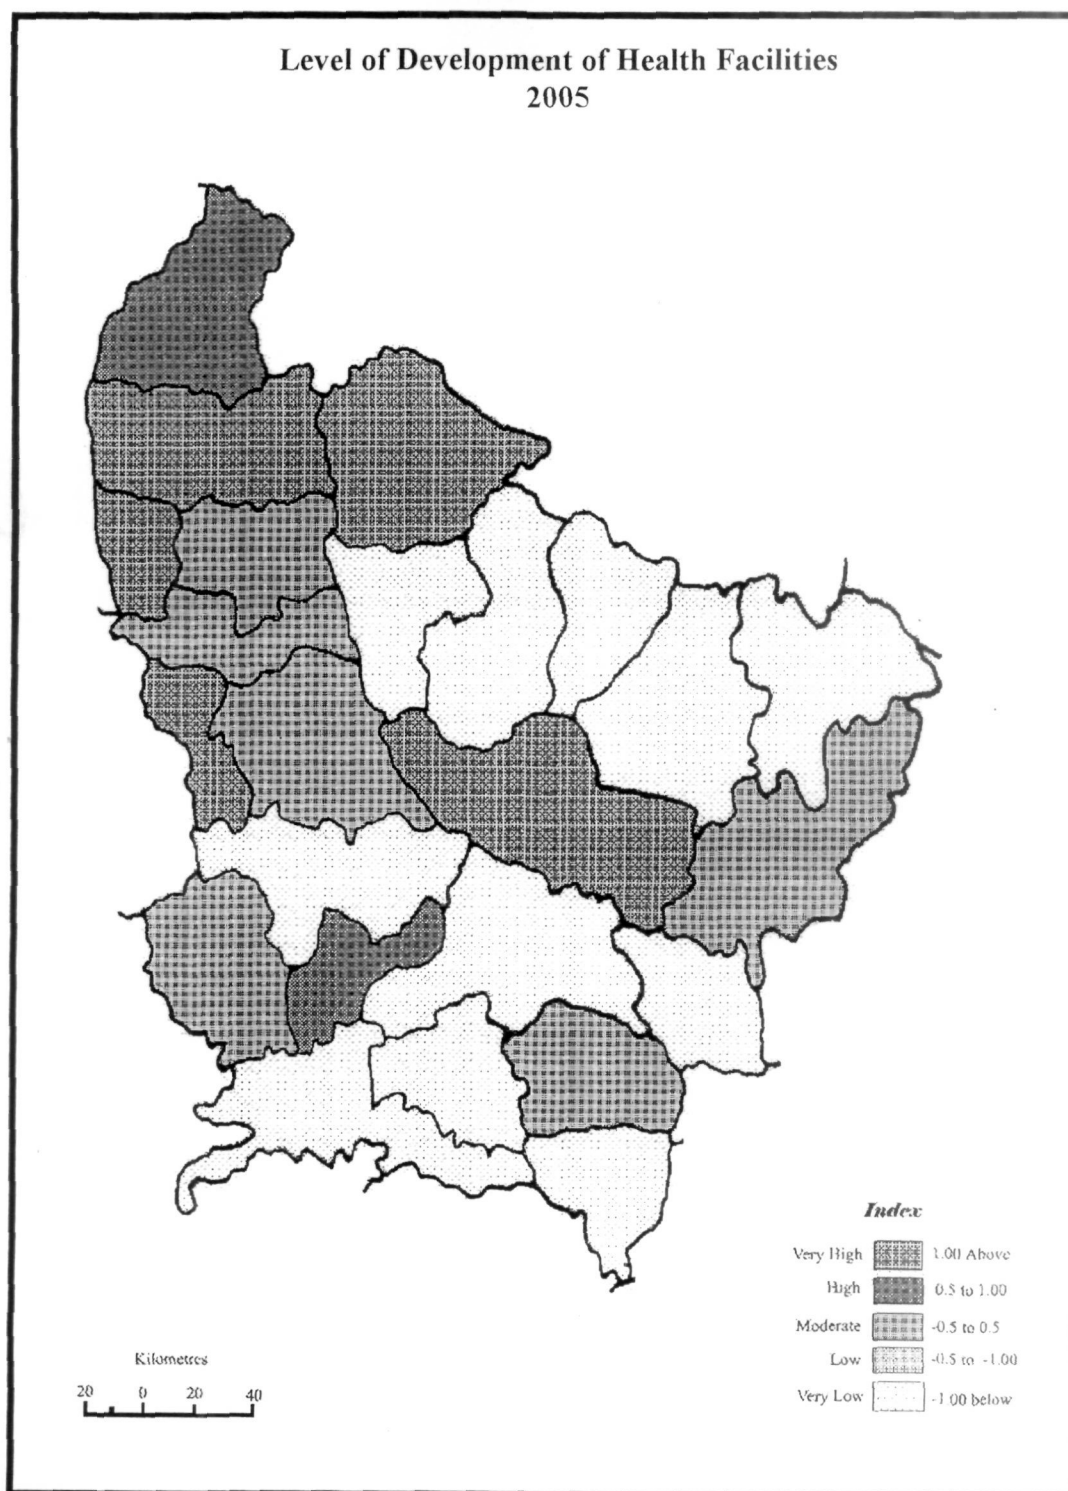 Level of Development of Health Facilities
2005
Index
Very High 1.00 Above
High 0.5 to 1.00
Moderate -0.5 to 0.5
Low -0.5 to -1.00
Very Low -1.00 below
Kilometres
20 0 20 40